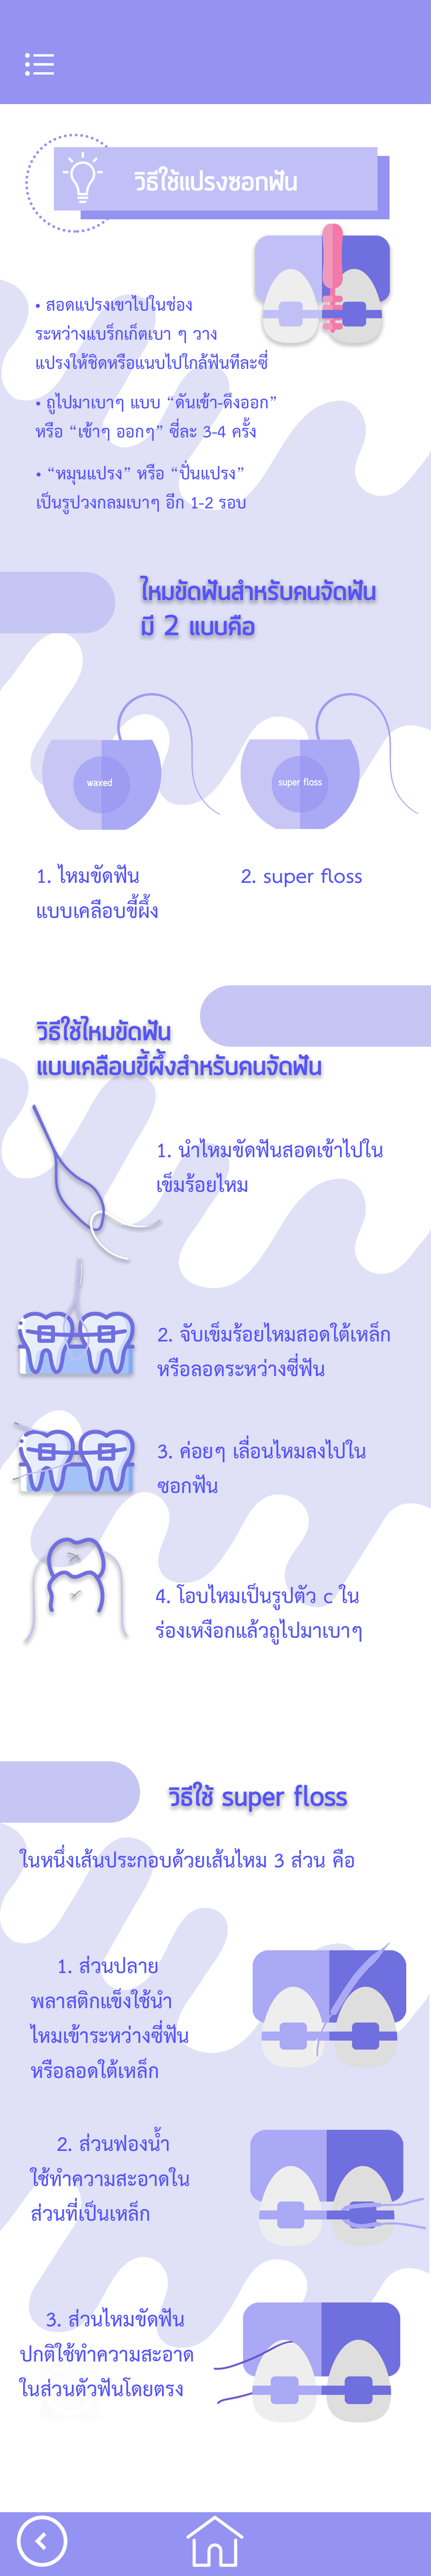 วิธีใช้แปรงซอกฟัน
• สอดแปรงเขาไปในช่อง
ระหว่างแบร็กเก็ตเบา ๆ วาง
แปรงให้ชิดหรือแนบไปใกล้ฟันทีละซี่
• ถูไปมาเบาๆ แบบ “ดันเข้า-ดึงออก”
หรือ “เข้าๆ ออกๆ” ซี่ละ 3-4 ครั้ง
• “หมุนแปรง” หรือ “ปั่นแปรง”
เป็นรูปวงกลมเบาๆ อีก 1-2 รอบ
ไหมขัดฟันสำหรับคนจัดฟัน
มี 2 แบบคือ
waxed
super floss
1. ไหมขัดฟัน
แบบเคลือบขี้ผึ้ง
2. super floss
วิธีใช้ไหมขัดฟัน
แบบเคลือบขี้ผึ้งสำหรับคนจัดฟัน
1. นำไหมขัดฟันสอดเข้าไปใน
เข็มร้อยไหม
2. จับเข็มร้อยไหมสอดใต้เหล็ก
หรือลอดระหว่างซี่ฟัน
3. ค่อยๆ เลื่อนไหมลงไปใน
ซอกฟัน
4. โอบไหมเป็นรูปตัว c ใน
ร่องเหงือกแล้วถูไปมาเบาๆ
วิธีใช้ super floss
ในหนึ่งเส้นประกอบด้วยเส้นไหม 3 ส่วน คือ
1. ส่วนปลาย
พลาสติกแข็งใช้นำ
ไหมเข้าระหว่างซี่ฟัน
หรือลอดใต้เหล็ก
2. ส่วนฟองน้ำ
ใช้ทำความสะอาดใน
ส่วนที่เป็นเหล็ก
3. ส่วนไหมขัดฟัน
ปกติใช้ทำความสะอาด
ในส่วนตัวฟันโดยตรง